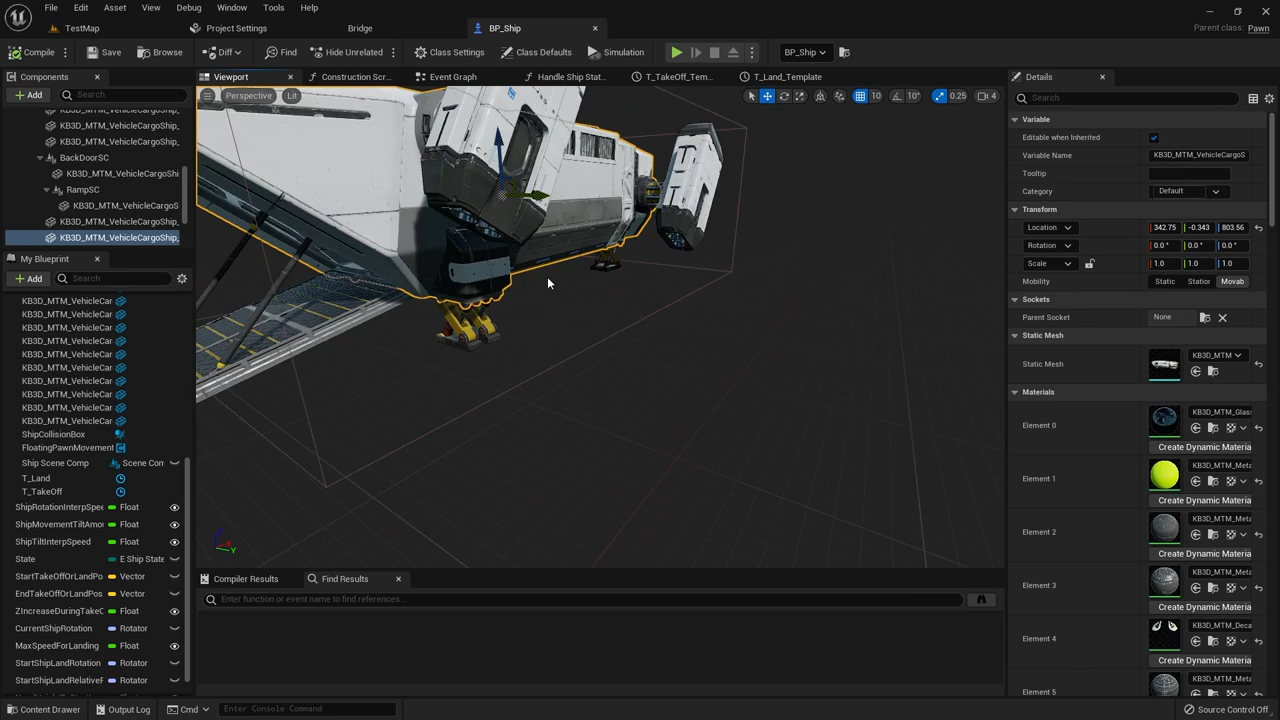 File Edit Asset View Debug Window Tools Help
TestMap Project Settings Bridge BP_Ship
Parent class: Pawn
Compile Save Browse Diff Find Hide Unrelated Class Settings Class Defaults Simulation BP_Ship
Components
Add Search
KB3D_MTM_VehicleCargoShip_
KB3D_MTM_VehicleCargoShip_
KB3D_MTM_VehicleCargoShip_
BackDoorSC
KB3D_MTM_VehicleCargoShi
RampSC
KB3D_MTM_VehicleCargoS
KB3D_MTM_VehicleCargoShip_
KB3D_MTM_VehicleCargoShip_
My Blueprint
Add Search
KB3D_MTM_VehicleCar
KB3D_MTM_VehicleCar
KB3D_MTM_VehicleCar
KB3D_MTM_VehicleCar
KB3D_MTM_VehicleCar
KB3D_MTM_VehicleCar
KB3D_MTM_VehicleCar
KB3D_MTM_VehicleCar
KB3D_MTM_VehicleCar
KB3D_MTM_VehicleCar
ShipCollisionBox
FloatingPawnMovement
Ship Scene Comp Scene Com
T_Land
T_TakeOff
ShipRotationInterpSpee Float
ShipMovementTiltAmou Float
ShipTiltInterpSpeed Float
State E Ship State
StartTakeOffOrLandPo Vector
EndTakeOffOrLandPos Vector
ZIncreaseDuringTakeO Float
CurrentShipRotation Rotator
MaxSpeedForLanding Float
StartShipLandRotation Rotator
StartShipLandRelativeR Rotator
Viewport Construction Scr... Event Graph Handle Ship Stat... T_TakeOff_Tem... T_Land_Template
Perspective Lit
10 10° 0.25 4
Z X Y
Compiler Results Find Results
Enter function or event name to find references...
Details
Search
Variable
Editable when Inherited
Variable Name KB3D_MTM_VehicleCargoS
Tooltip
Category Default
Transform
Location 342.75 -0.343 803.56
Rotation 0.0 ° 0.0 ° 0.0 °
Scale 1.0 1.0 1.0
Mobility Static Station Movab
Sockets
Parent Socket None
Static Mesh
Static Mesh KB3D_MTM
Materials
Element 0 KB3D_MTM_Glas
Create Dynamic Materia
Element 1 KB3D_MTM_Meta
Create Dynamic Materia
Element 2 KB3D_MTM_Meta
Create Dynamic Materia
Element 3 KB3D_MTM_Meta
Create Dynamic Materia
Element 4 KB3D_MTM_Deca
Create Dynamic Materia
Element 5 KB3D_MTM_Meta
Content Drawer Output Log Cmd Enter Console Command Source Control Off